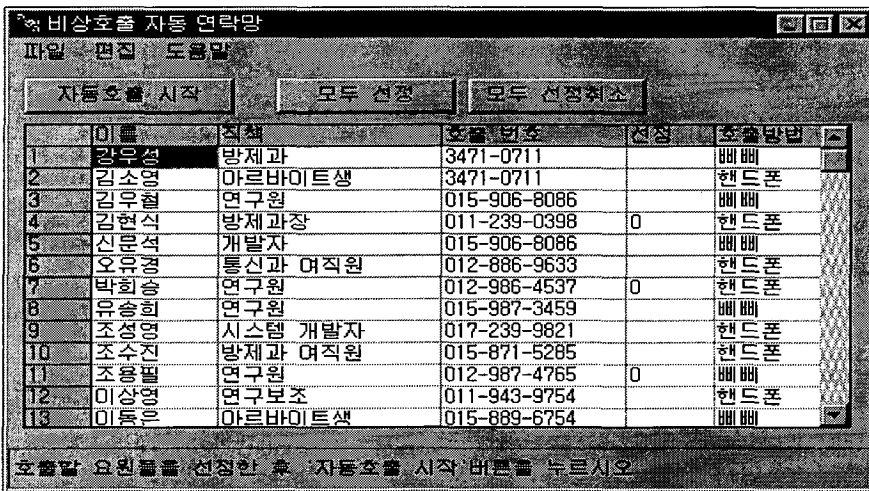 비상호출 자동 연락망
파일 편집 도움말
자동호출 시작 모두 선정 모두 선정취소
이름 직책 호출 번호 선정 호출방법
1 강우성 방제과 3471-0711 삐삐
2 김소영 아르바이트생 3471-0711 핸드폰
3 김우철 연구원 015-906-8086 삐삐
4 김현식 방제과장 011-239-0398 0 핸드폰
5 신문석 개발자 015-906-8086 삐삐
6 오유경 통신과 여직원 012-886-9633 핸드폰
7 박희승 연구원 012-986-4537 0 핸드폰
8 유승희 연구원 015-987-3459 삐삐
9 조성영 시스템 개발자 017-239-9821 핸드폰
10 조수진 방제과 여직원 015-871-5285 핸드폰
11 조용필 연구원 012-987-4765 0 삐삐
12 이상영 연구보조 011-943-9754 핸드폰
13 이동은 아르바이트생 015-889-6754 삐삐
호출할 요원들을 선정한 후 '자동호출 시작'버튼을 누르시오